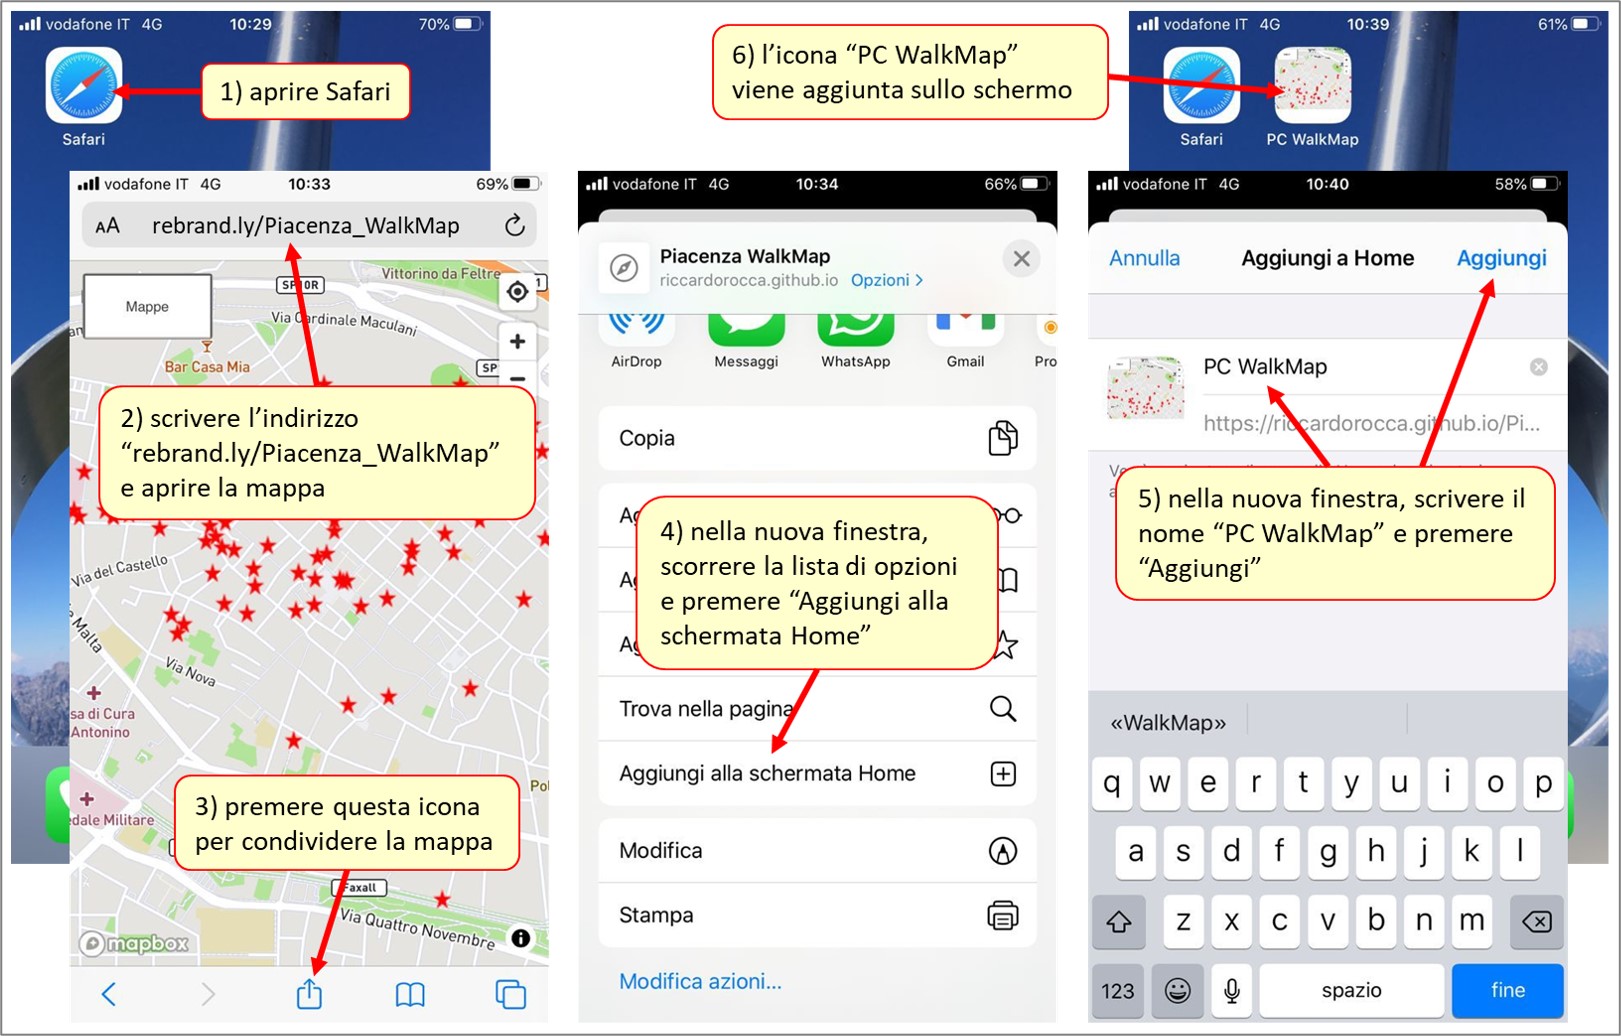 vodafone IT 4G 10:29 70%
1) aprire Safari
Safari
6) l’icona “PC WalkMap”
viene aggiunta sullo schermo
vodafone IT 4G 10:39 61%
Safari PC WalkMap
vodafone IT 4G 10:33 69%
AA rebrand.ly/Piacenza_WalkMap
Mappe
Vittorino da Feltre
SP10R
1
Via Cardinale Maculani
Bar Casa Mia
+
SP
2) scrivere l’indirizzo
“rebrand.ly/Piacenza_WalkMap”
e aprire la mappa
Via del Castello
Malta
Via Nova
sa di Cura
Antonino
Pol
edale Militare
3) premere questa icona
per condividere la mappa
Faxall
Via Quattro Novembre
mapbox
vodafone IT 4G 10:34 66%
Piacenza WalkMap
riccardorocca.github.io Opzioni >
AirDrop Messaggi WhatsApp Gmail Pro
Copia
Ag
4) nella nuova finestra,
scorrere la lista di opzioni
e premere “Aggiungi alla
schermata Home”
Ag
Ag
Trova nella pagina
Aggiungi alla schermata Home
Modifica
Stampa
Modifica azioni...
vodafone IT 4G 10:40 58%
Annulla Aggiungi a Home Aggiungi
PC WalkMap
https://riccardorocca.github.io/Pi...
5) nella nuova finestra, scrivere il
nome “PC WalkMap” e premere
“Aggiungi”
«WalkMap»
q w e r t y u i o p
a s d f g h j k l
z x c v b n m
123 spazio fine